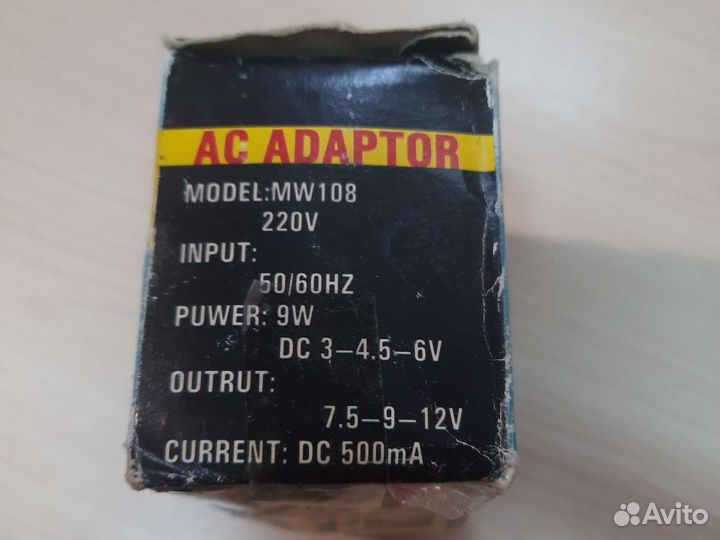 AC ADAPTOR
MODEL:MW108
220V
INPUT:
50/60HZ
PUWER: 9W
DC 3–4.5–6V
OUTRUT:
7.5–9–12V
CURRENT: DC 500mA
Avito